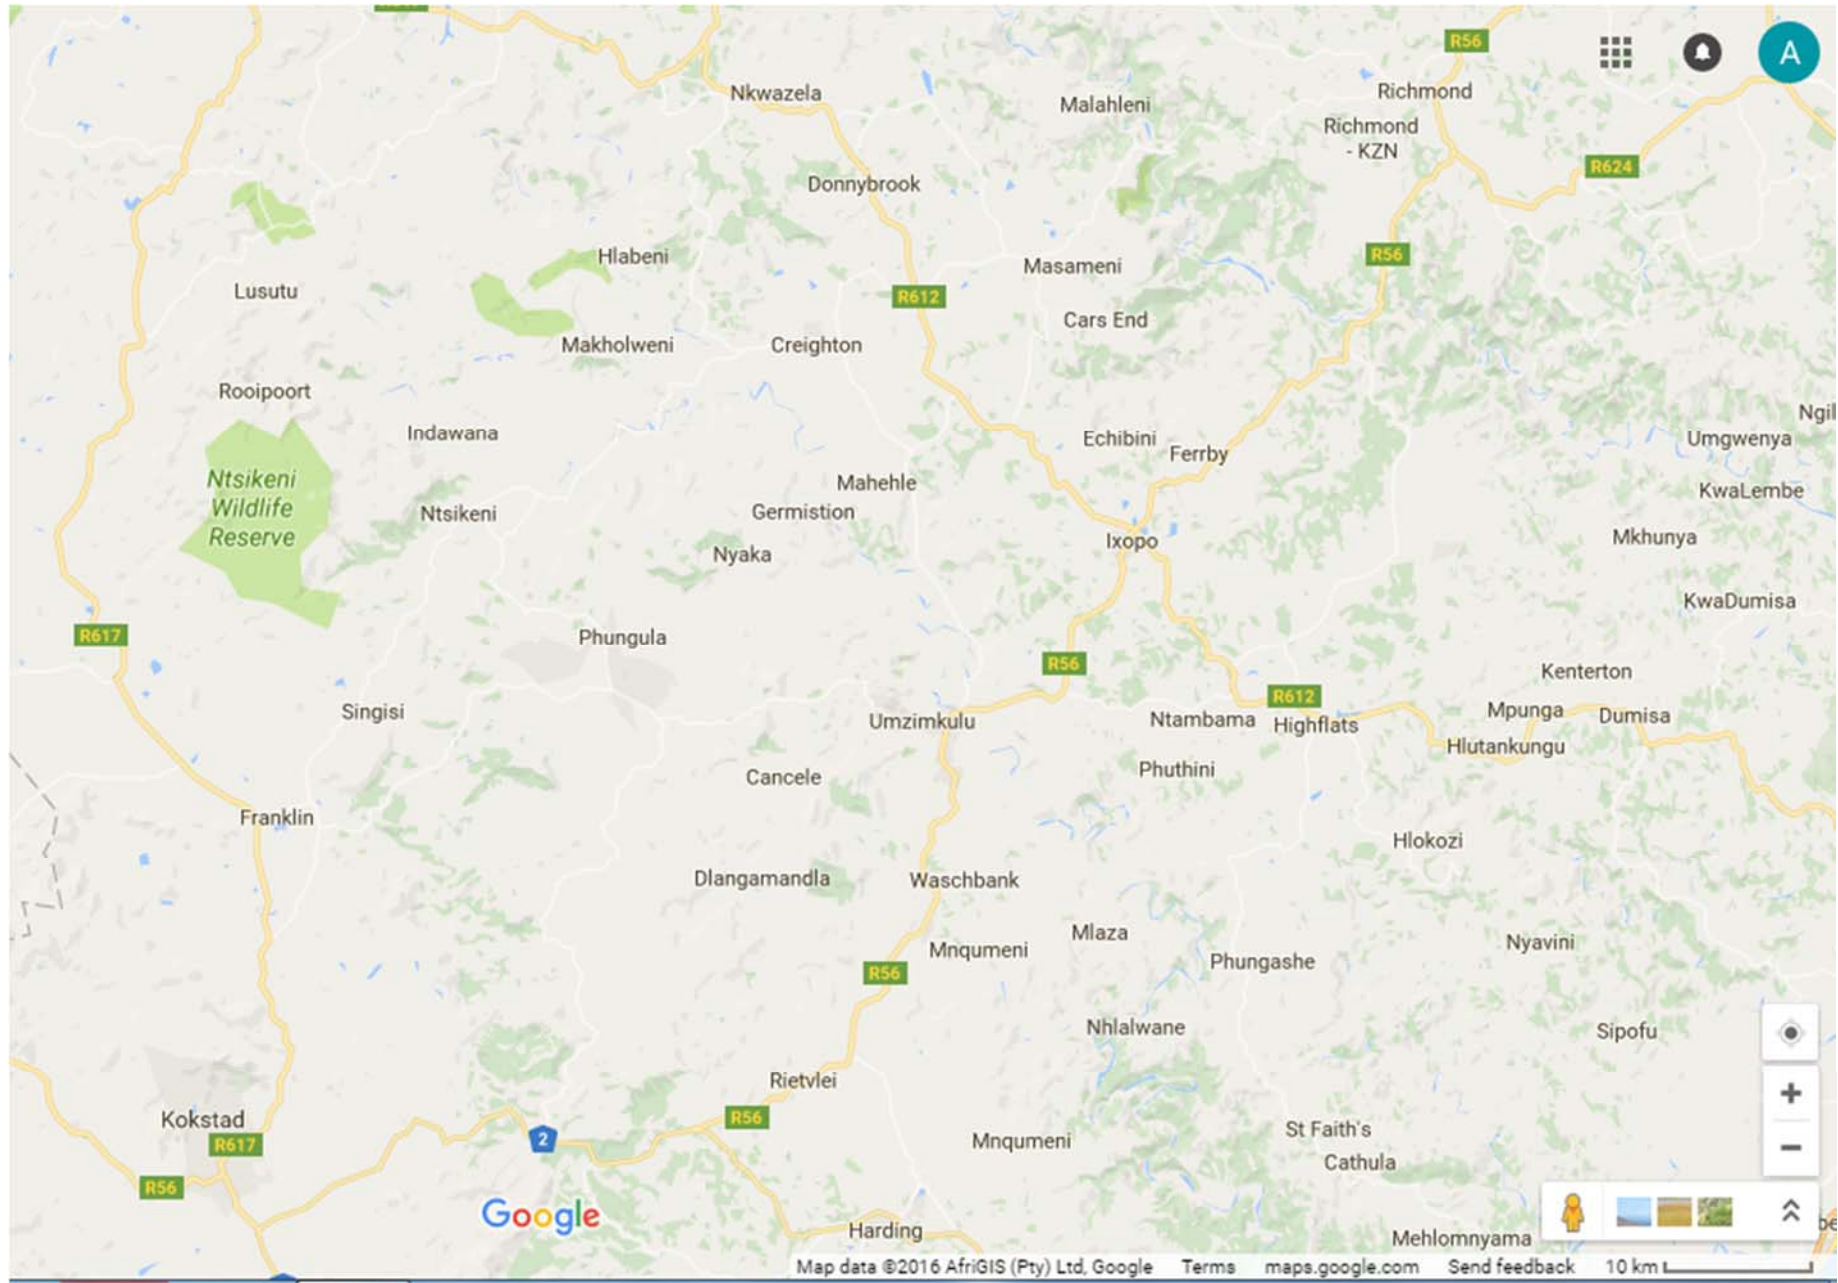 R56
A
Nkwazela
Malahleni
Richmond
Richmond
- KZN
R624
Donnybrook
Hlabeni
R56
Masameni
Lusutu
R612
Cars End
Makholweni
Creighton
Rooipoort
Indawana
Echibini
Umgwenya
Ferrby
Ntsikeni
Wildlife
Reserve
Mahehle
KwaLembe
Germistion
Ntsikeni
Mkhunya
Ixopo
Nyaka
KwaDumisa
R617
Phungula
R56
Kenterton
R612
Singisi
Mpunga
Dumisa
Umzimkulu
Ntambama
Highflats
Hlutankungu
Cancele
Phuthini
Franklin
Hlokozi
Dlangamandla
Waschbank
Mlaza
Nyavini
Mnqumeni
Phungashe
R56
Nhlalwane
Sipofu
Rietvlei
Kokstad
R56
R617
2
Mnqumeni
St Faith's
Cathula
R56
Google
Harding
Mehlomnyama
Map data ©2016 AfriGIS (Pty) Ltd, Google Terms maps.google.com Send feedback 10 km